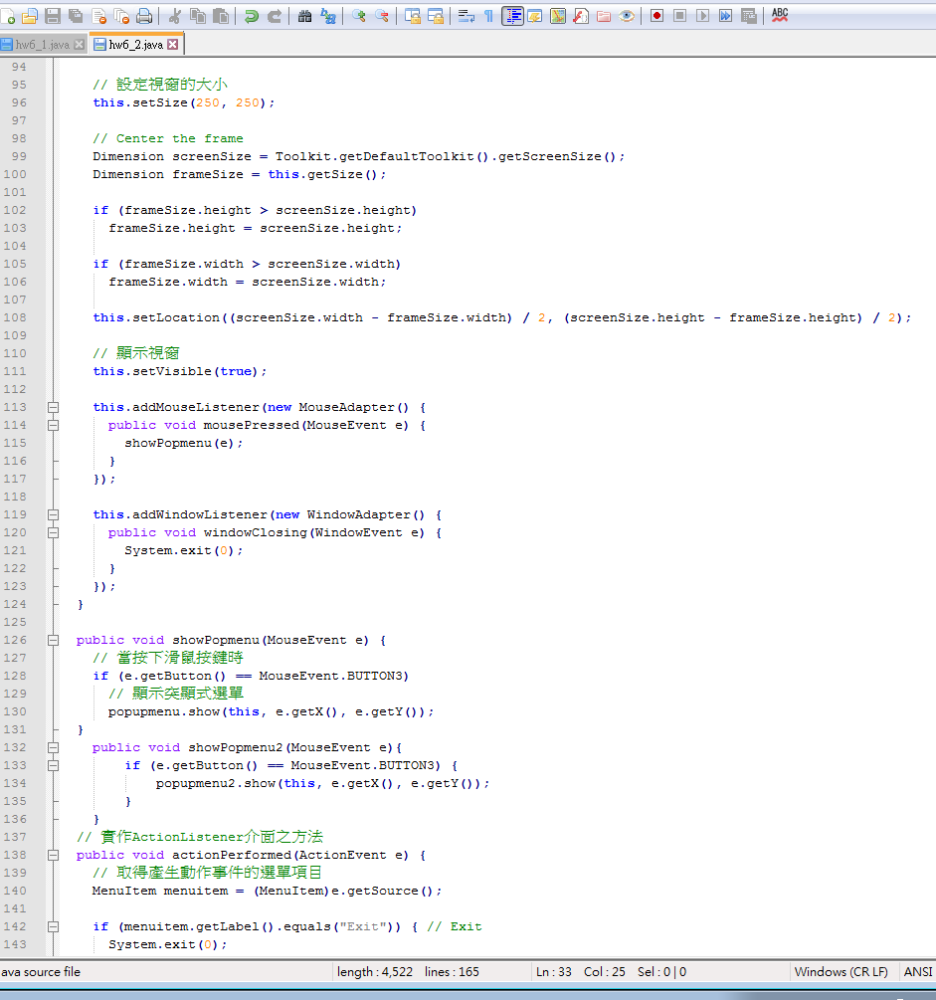 ABC
hw6_1.java
hw6_2.java
94
95 // 設定視窗的大小
96 this.setSize(250, 250);
97
98 // Center the frame
99 Dimension screenSize = Toolkit.getDefaultToolkit().getScreenSize();
100 Dimension frameSize = this.getSize();
101
102 if (frameSize.height > screenSize.height)
103 frameSize.height = screenSize.height;
104
105 if (frameSize.width > screenSize.width)
106 frameSize.width = screenSize.width;
107
108 this.setLocation((screenSize.width - frameSize.width) / 2, (screenSize.height - frameSize.height) / 2);
109
110 // 顯示視窗
111 this.setVisible(true);
112
113 this.addMouseListener(new MouseAdapter() {
114 public void mousePressed(MouseEvent e) {
115 showPopmenu(e);
116 }
117 });
118
119 this.addWindowListener(new WindowAdapter() {
120 public void windowClosing(WindowEvent e) {
121 System.exit(0);
122 }
123 });
124 }
125
126 public void showPopmenu(MouseEvent e) {
127 // 當按下滑鼠按鍵時
128 if (e.getButton() == MouseEvent.BUTTON3)
129 // 顯示突顯式選單
130 popupmenu.show(this, e.getX(), e.getY());
131 }
132 public void showPopmenu2(MouseEvent e){
133 if (e.getButton() == MouseEvent.BUTTON3) {
134 popupmenu2.show(this, e.getX(), e.getY());
135 }
136 }
137 // 實作ActionListener介面之方法
138 public void actionPerformed(ActionEvent e) {
139 // 取得產生動作事件的選單項目
140 MenuItem menuitem = (MenuItem)e.getSource();
141
142 if (menuitem.getLabel().equals("Exit")) { // Exit
143 System.exit(0);
ava source file length : 4,522 lines : 165 Ln : 33 Col : 25 Sel : 0 | 0 Windows (CR LF) ANSI